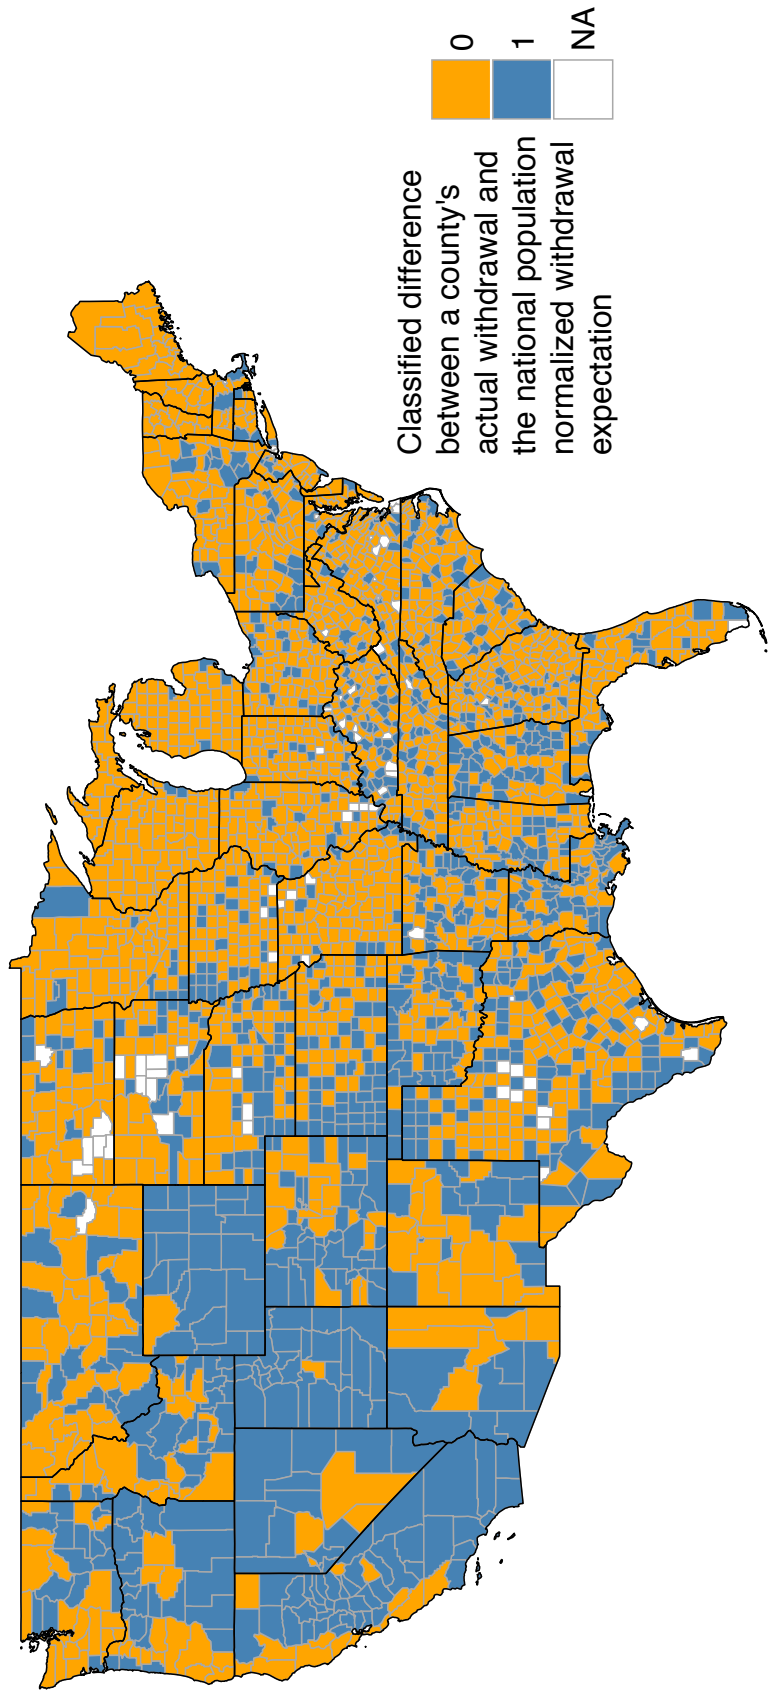 Classified difference
between a county's
actual withdrawal and
the national population
normalized withdrawal
expectation
0
1
NA